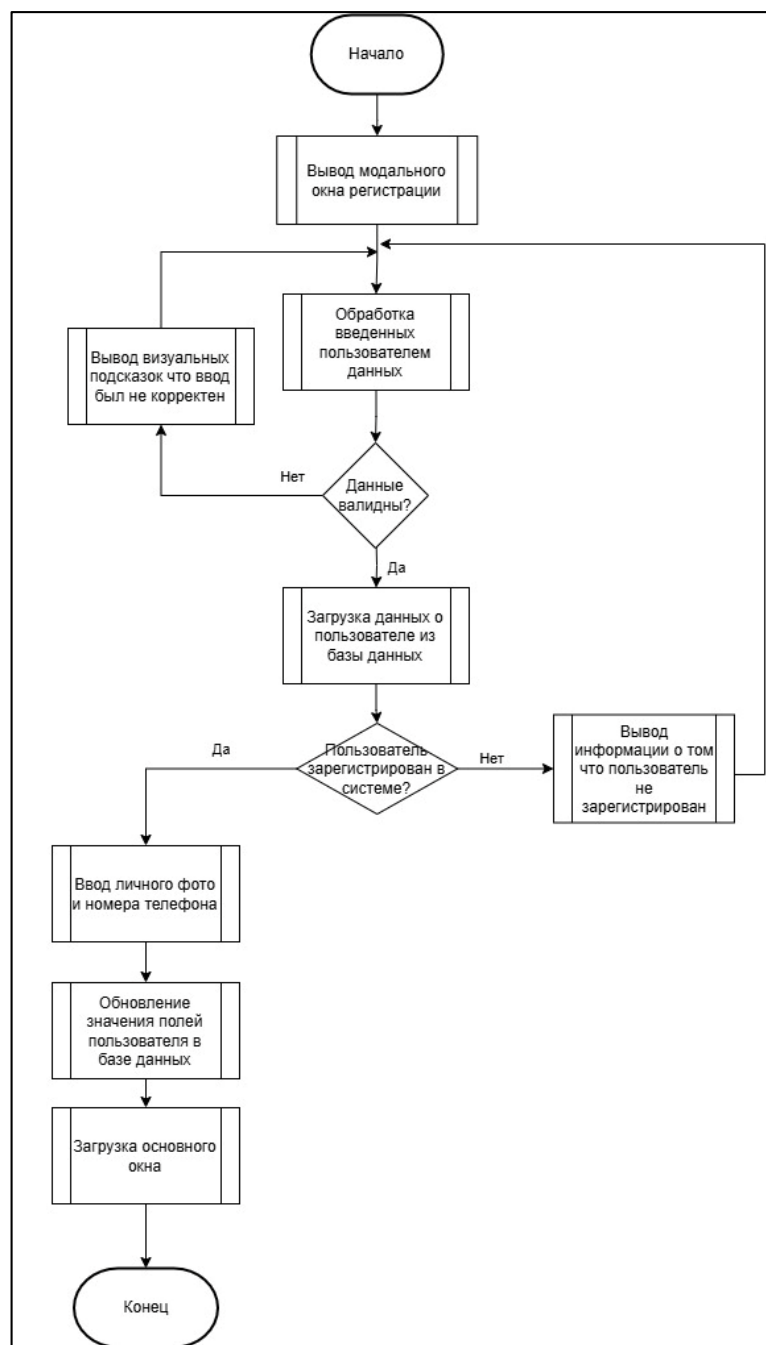 Начало
Вывод модального
окна регистрации
Обработка
введенных
пользователем
данных
Вывод визуальных
подсказок что ввод
был не корректен
Нет
Данные
валидны?
Да
Загрузка данных о
пользователе из
базы данных
Да
Пользователь
зарегистрирован в
системе?
Нет
Вывод
информации о том
что пользователь
не
зарегистрирован
Ввод личного фото
и номера телефона
Обновление
значения полей
пользователя в
базе данных
Загрузка основного
окна
Конец